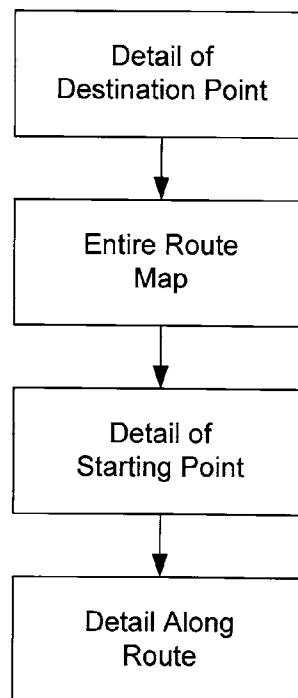 Detail of
Destination Point
Entire Route
Map
Detail of
Starting Point
Detail Along
Route